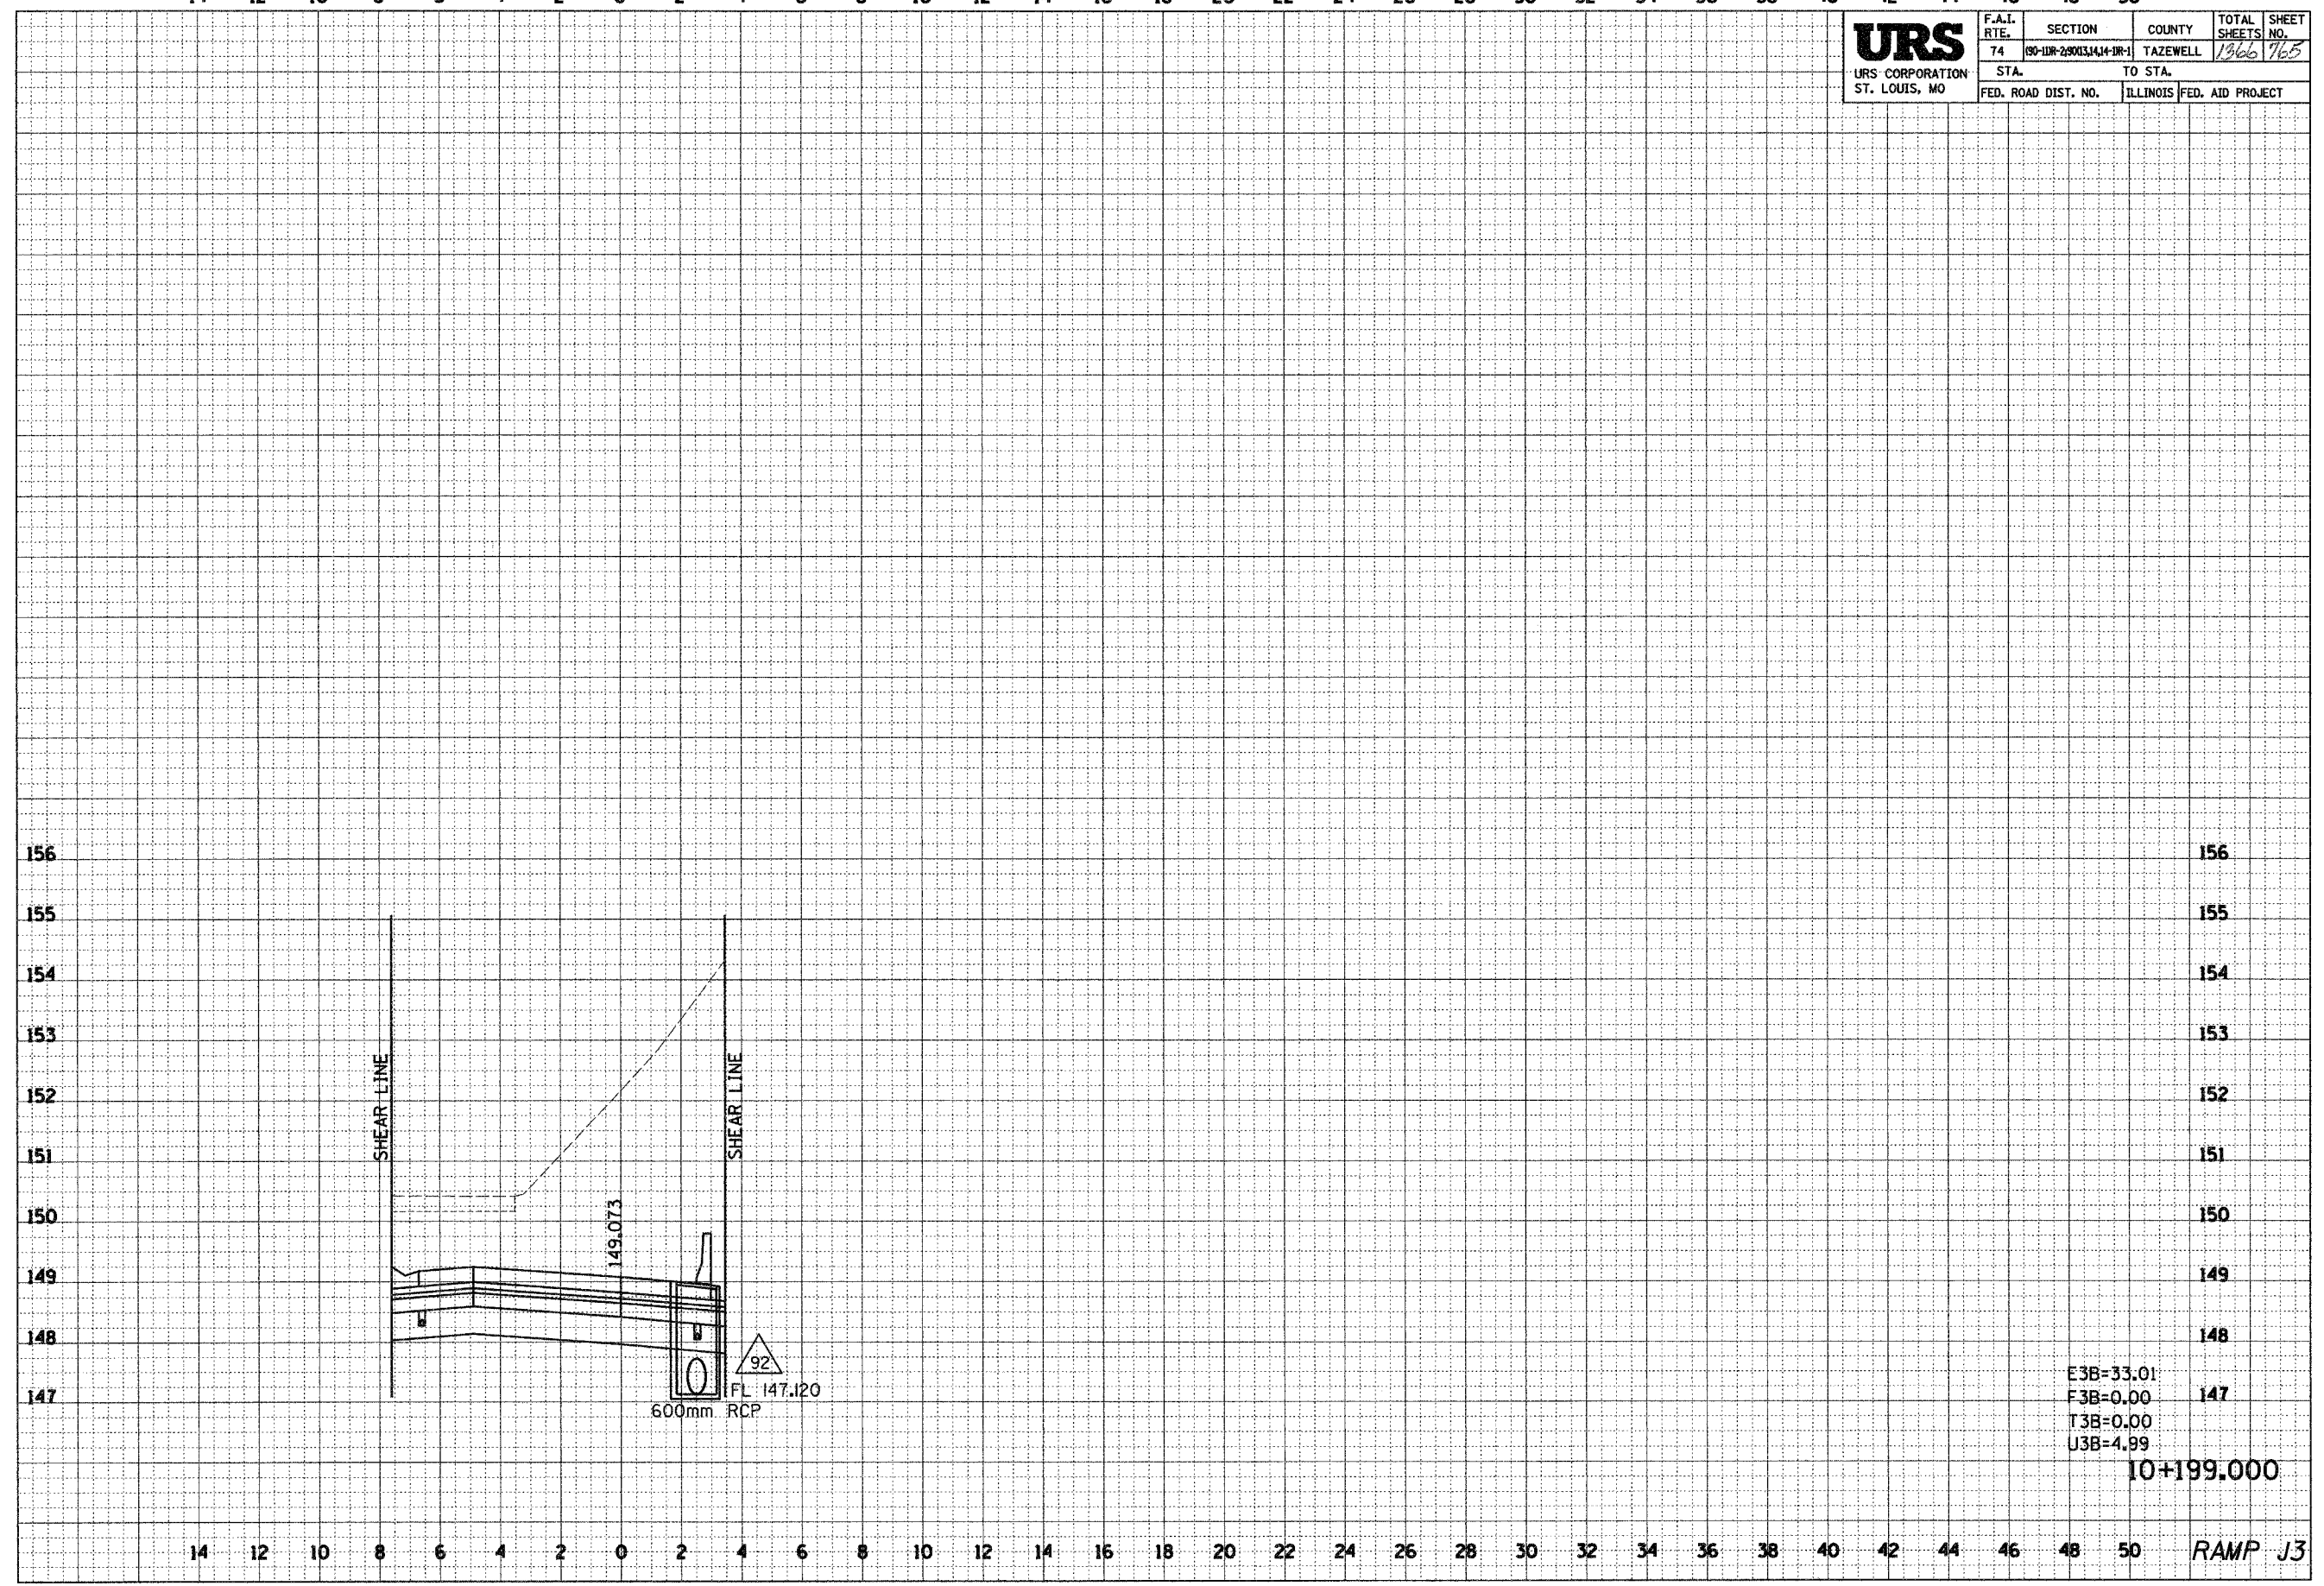 URS
URS CORPORATION
ST. LOUIS, MO
F.A.I. RTE.
SECTION
COUNTY
TOTAL SHEETS
SHEET NO.
74
TAZEWELL
1366
765
STA.
TO STA.
FED. ROAD DIST. NO.
ILLINOIS
FED. AID PROJECT
156
156
155
155
154
154
153
153
152
152
151
151
150
150
149
149
148
148
147
147
SHEAR LINE
SHEAR LINE
149.073
92
FL 147.120
600mm RCP
E3B=33.01
F3B=0.00
T3B=0.00
U3B=4.99
10+199.000
14 12 10 8 6 4 2 0 2 4 6 8 10 12 14 16 18 20 22 24 26 28 30 32 34 36 38 40 42 44 46 48 50
RAMP J3